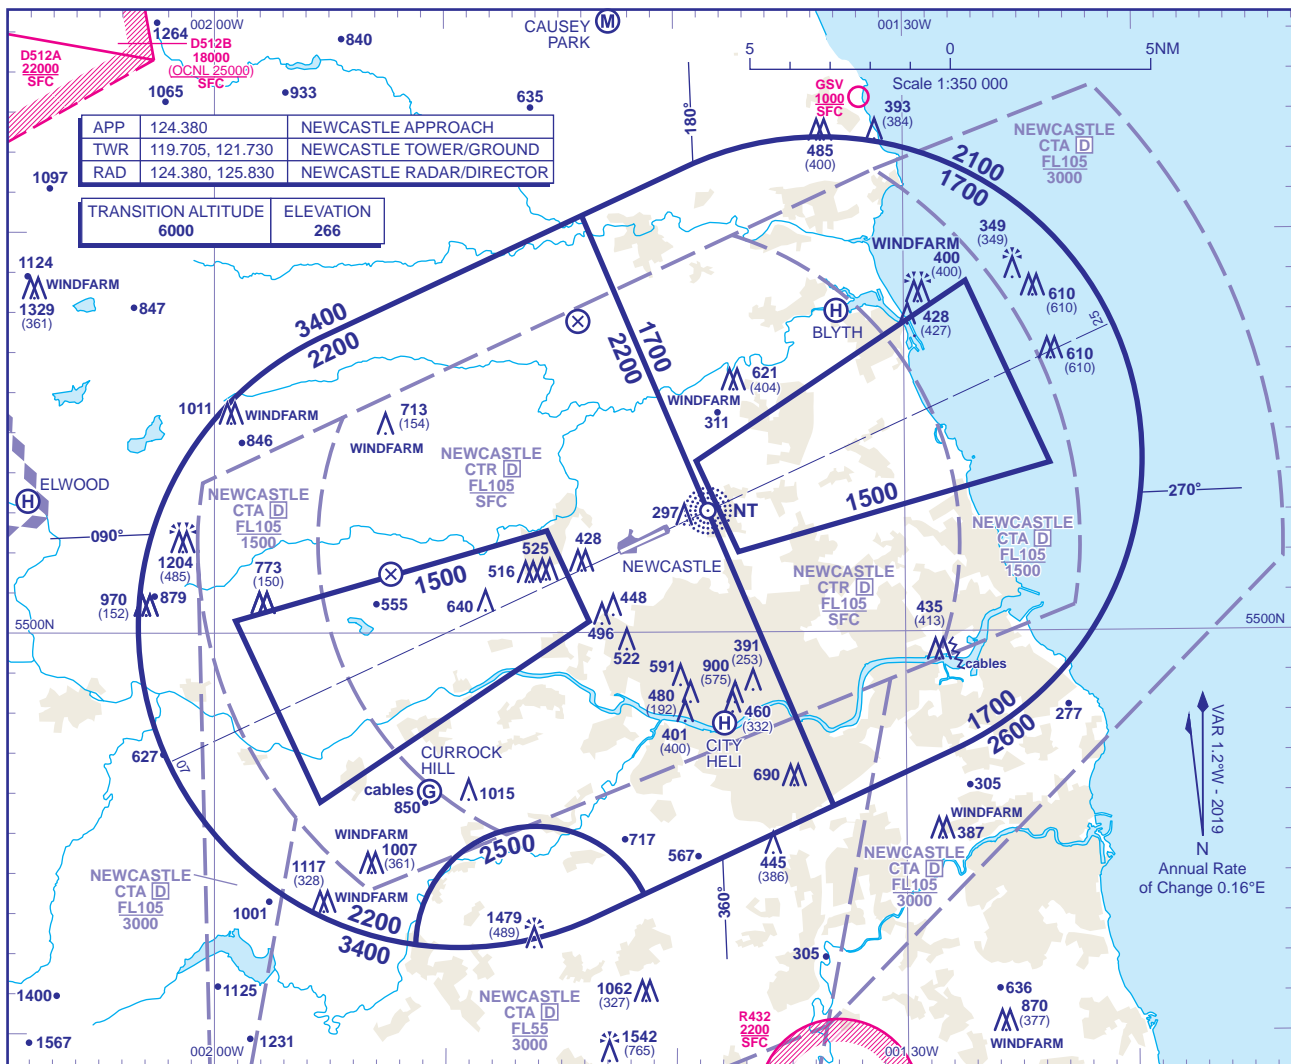 002 00W
001 30W
1264
840
CAUSEY
PARK
M
D512A
22000
SFC
D512B
18000
(OCNL 25000)
SFC
5
0
5NM
Scale 1:350 000
1065
933
635
GSV
1000
SFC
393
(384)
485
(400)
180°
NEWCASTLE
CTA D
FL105
3000
APP 124.380 NEWCASTLE APPROACH
TWR 119.705, 121.730 NEWCASTLE TOWER/GROUND
RAD 124.380, 125.830 NEWCASTLE RADAR/DIRECTOR
TRANSITION ALTITUDE ELEVATION
6000 266
1097
2100
1700
349
(349)
WINDFARM
400
(400)
610
(610)
428
(427)
25
610
(610)
1124
WINDFARM
1329
(361)
847
3400
2200
1700
2200
H
BLYTH
621
(404)
WINDFARM
311
1011
WINDFARM
846
713
(154)
WINDFARM
NEWCASTLE
CTR D
FL105
SFC
ELWOOD
H
NEWCASTLE
CTA D
FL105
1500
090°
1204
(485)
1500
270°
297
NT
NEWCASTLE
NEWCASTLE
CTA D
FL105
1500
NEWCASTLE
CTR D
FL105
SFC
525
516
428
773
(150)
1500
970
(152)
879
555
640
448
496
522
435
(413)
cables
5500N
5500N
391
(253)
900
(575)
591
480
(192)
401
(400)
460
(332)
H
CITY
HELI
690
1700
2600
277
627
07
CURROCK
HILL
cables
G
850
1015
305
WINDFARM
387
VAR 1.2°W - 2019
N
Annual Rate
of Change 0.16°E
WINDFARM
1007
(361)
2500
717
567
445
(386)
NEWCASTLE
CTA D
FL105
3000
NEWCASTLE
CTA D
FL105
3000
1117
(328)
WINDFARM
2200
3400
1001
1479
(489)
360°
305
1125
1400
1062
(327)
NEWCASTLE
CTA D
FL55
3000
636
870
(377)
WINDFARM
R432
2200
SFC
1567
1231
1542
(765)
002 00W
001 30W